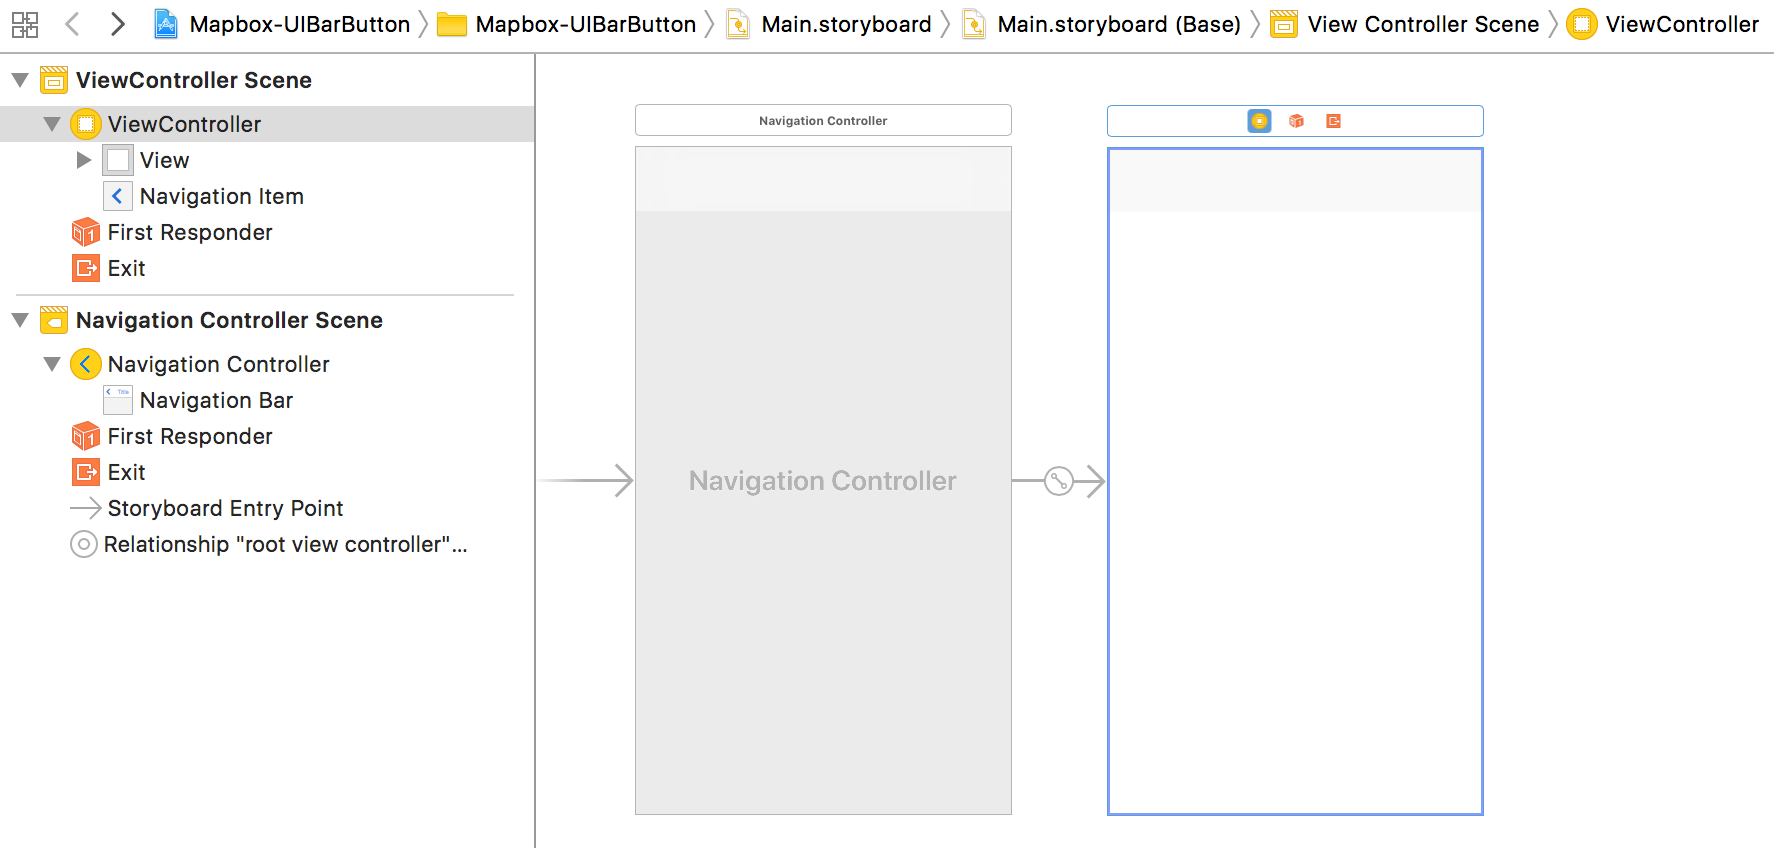 Mapbox-UIBarButton
Mapbox-UIBarButton
Main.storyboard
Main.storyboard (Base)
View Controller Scene
ViewController
ViewController Scene
ViewController
View
Navigation Item
First Responder
Exit
Navigation Controller Scene
Navigation Controller
Title
Navigation Bar
First Responder
Exit
Storyboard Entry Point
Relationship "root view controller"...
Navigation Controller
Navigation Controller